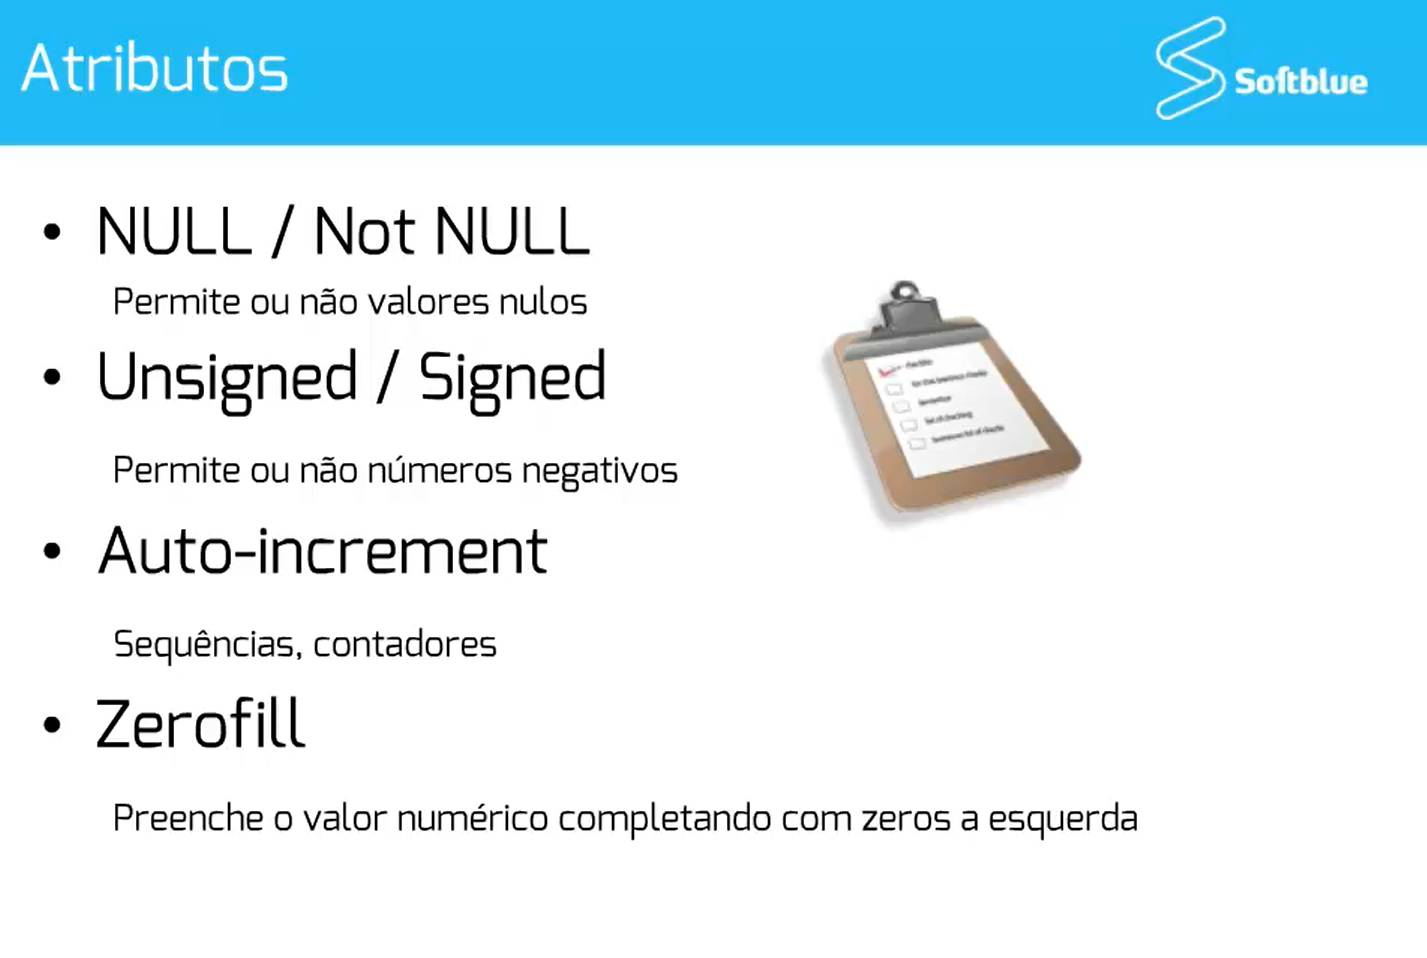 Atributos
Softblue
• NULL / Not NULL
Permite ou não valores nulos
• Unsigned / Signed
Permite ou não números negativos
• Auto-increment
Sequências, contadores
• Zerofill
Preenche o valor numérico completando com zeros a esquerda